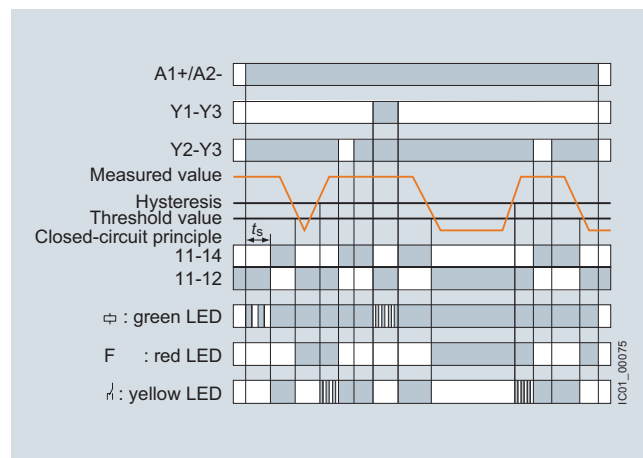 A1+/A2-
Y1-Y3
Y2-Y3
Measured value
Hysteresis
Threshold value
Closed-circuit principle
ts
11-14
11-12
: green LED
F : red LED
: yellow LED
IC01_00075